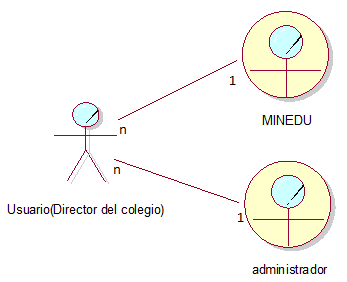 1
MINEDU
n
n
Usuario(Director del colegio)
1
administrador